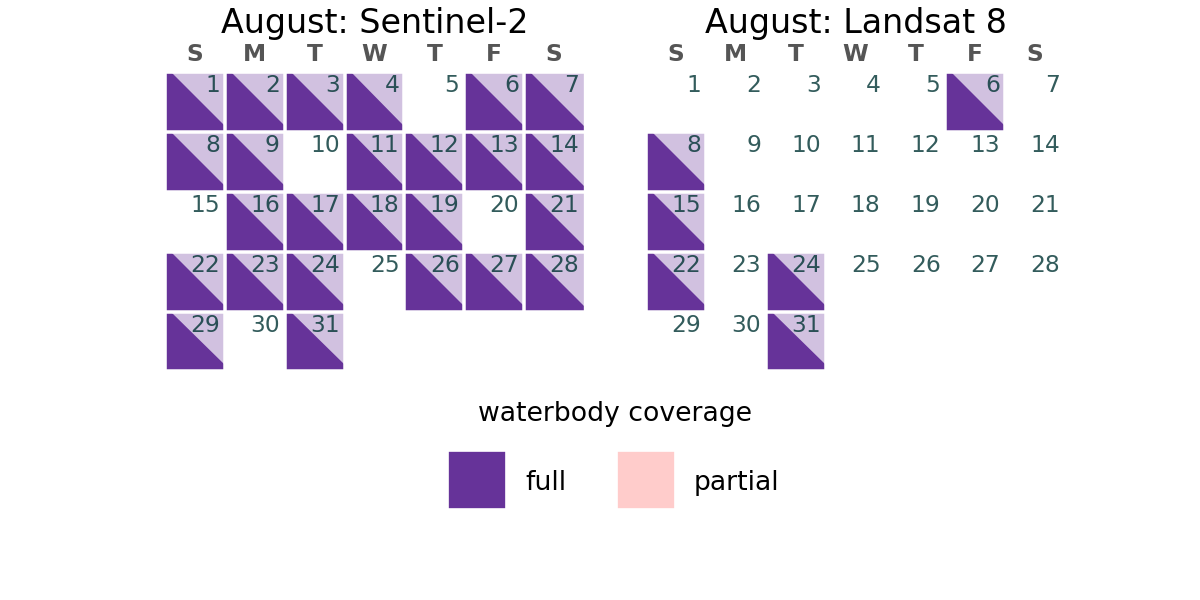 August: Sentinel-2
S M T W T F S
1 2 3 4 5 6 7
8 9 10 11 12 13 14
15 16 17 18 19 20 21
22 23 24 25 26 27 28
29 30 31
August: Landsat 8
S M T W T F S
1 2 3 4 5 6 7
8 9 10 11 12 13 14
15 16 17 18 19 20 21
22 23 24 25 26 27 28
29 30 31
waterbody coverage
full partial